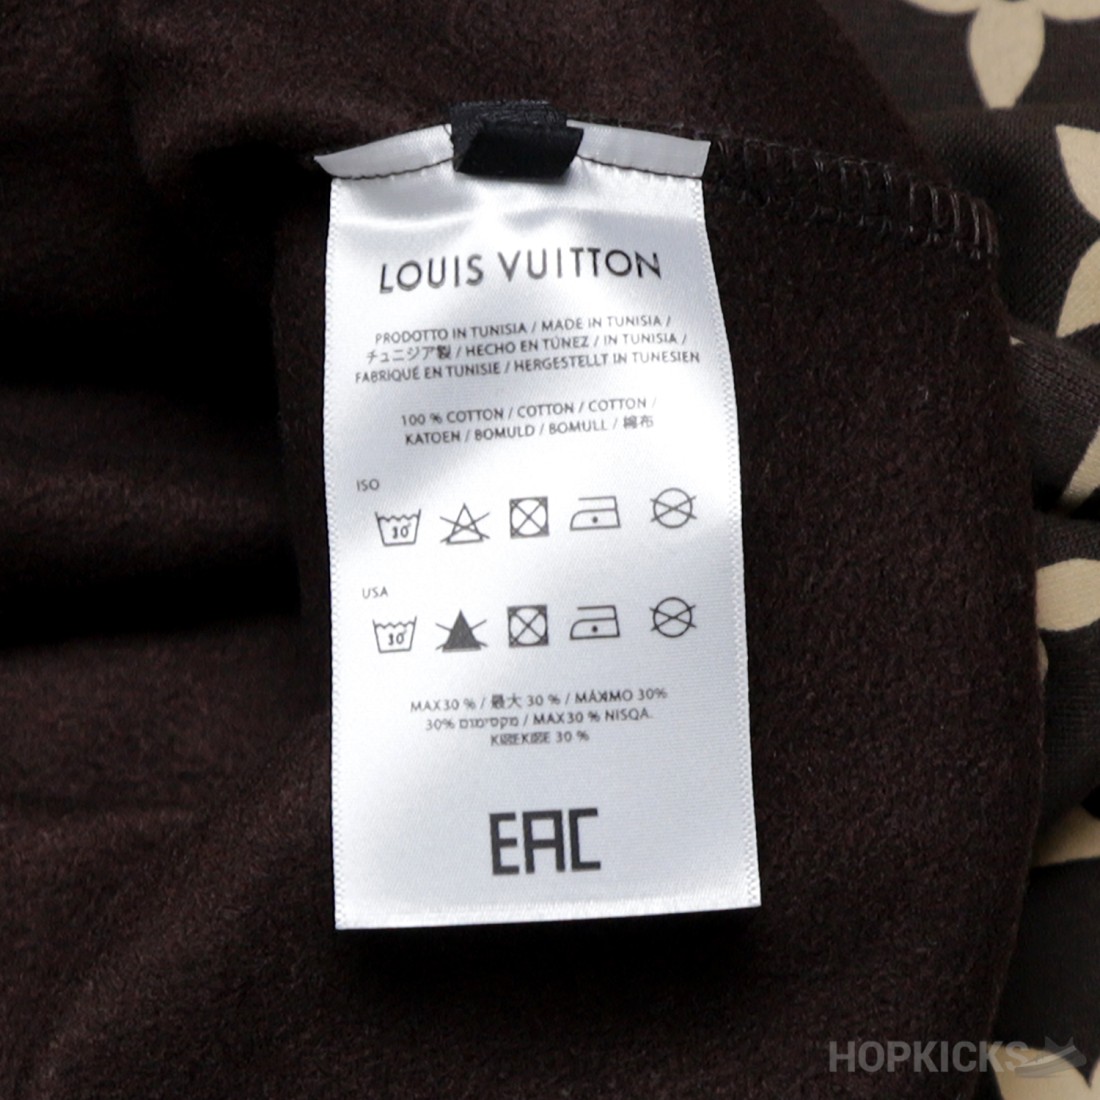 LOUIS VUITTON
PRODOTTO IN TUNISIA / MADE IN TUNISIA /
チュニジア製 / HECHO EN TÚNEZ / IN TUNISIA /
FABRIQUÉ EN TUNISIE / HERGESTELLT IN TUNESIEN
100 % COTTON / COTTON / COTTON /
KATOEN / BOMULD / BOMULL / 綿布
ISO
30
USA
30
MAX30 % / 最大 30 % / MÁXIMO 30%
30% מקסימום / MAX30 % NISQA.
30 %
EAC
HOPKICKS